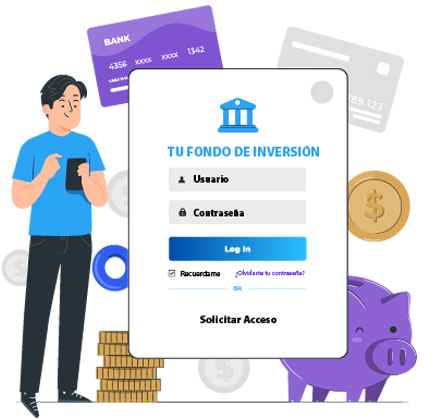 BANK
4356 XXXX XXXX 1342
189 123
TU FONDO DE INVERSIÓN
Usuario
Contraseña
Log In
Recuerdame ¿Olvidaste tu contraseña?
OR
Solicitar Acceso